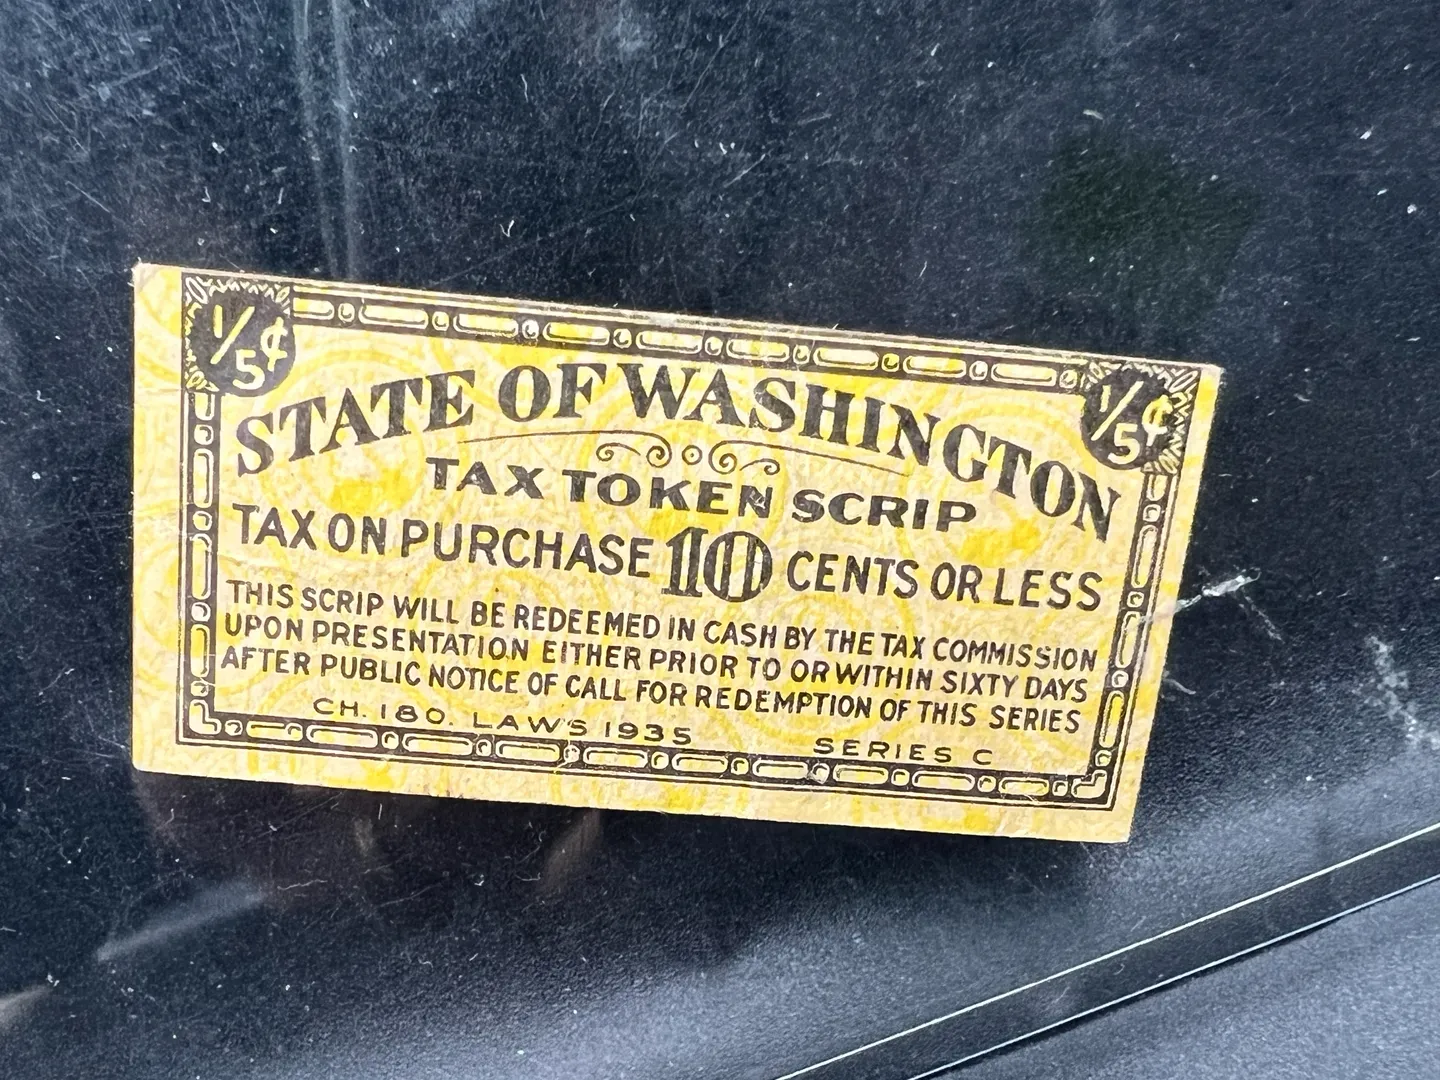 1/5¢ 1/5¢
STATE OF WASHINGTON
TAX TOKEN SCRIP
TAX ON PURCHASE 10 CENTS OR LESS
THIS SCRIP WILL BE REDEEMED IN CASH BY THE TAX COMMISSION
UPON PRESENTATION EITHER PRIOR TO OR WITHIN SIXTY DAYS
AFTER PUBLIC NOTICE OF CALL FOR REDEMPTION OF THIS SERIES
CH. 180. LAWS 1935 SERIES C